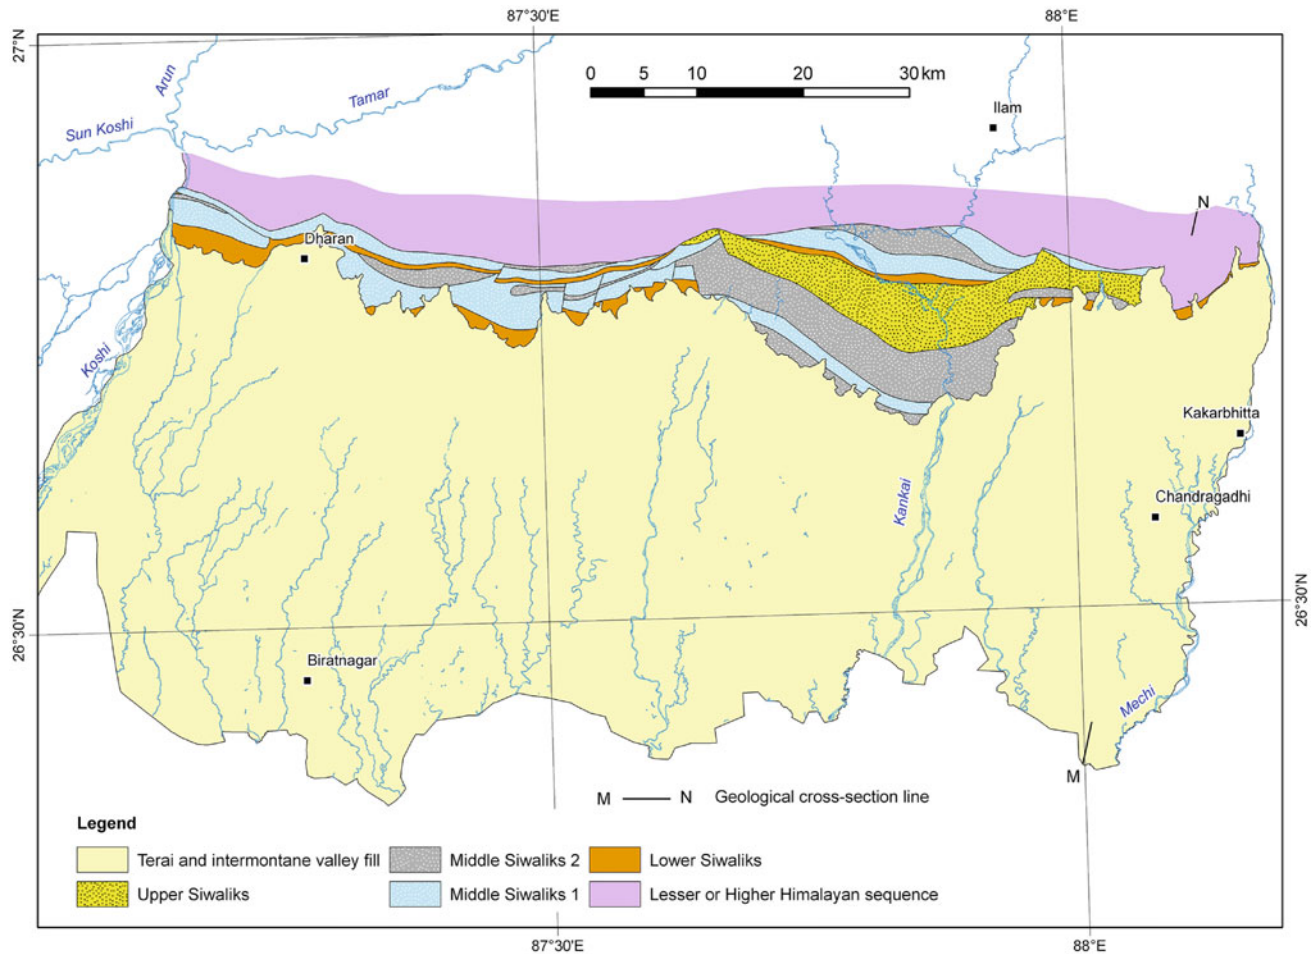 87°30'E
88°E
27°N
0 5 10 20 30 km
Arun
Tamar
Sun Koshi
Ilam
N
Dharan
Koshi
Kakarbhitta
Kankai
Chandragadhi
26°30'N
26°30'N
Biratnagar
Mechi
M
M N Geological cross-section line
Legend
Terai and intermontane valley fill
Middle Siwaliks 2
Lower Siwaliks
Upper Siwaliks
Middle Siwaliks 1
Lesser or Higher Himalayan sequence
87°30'E
88°E